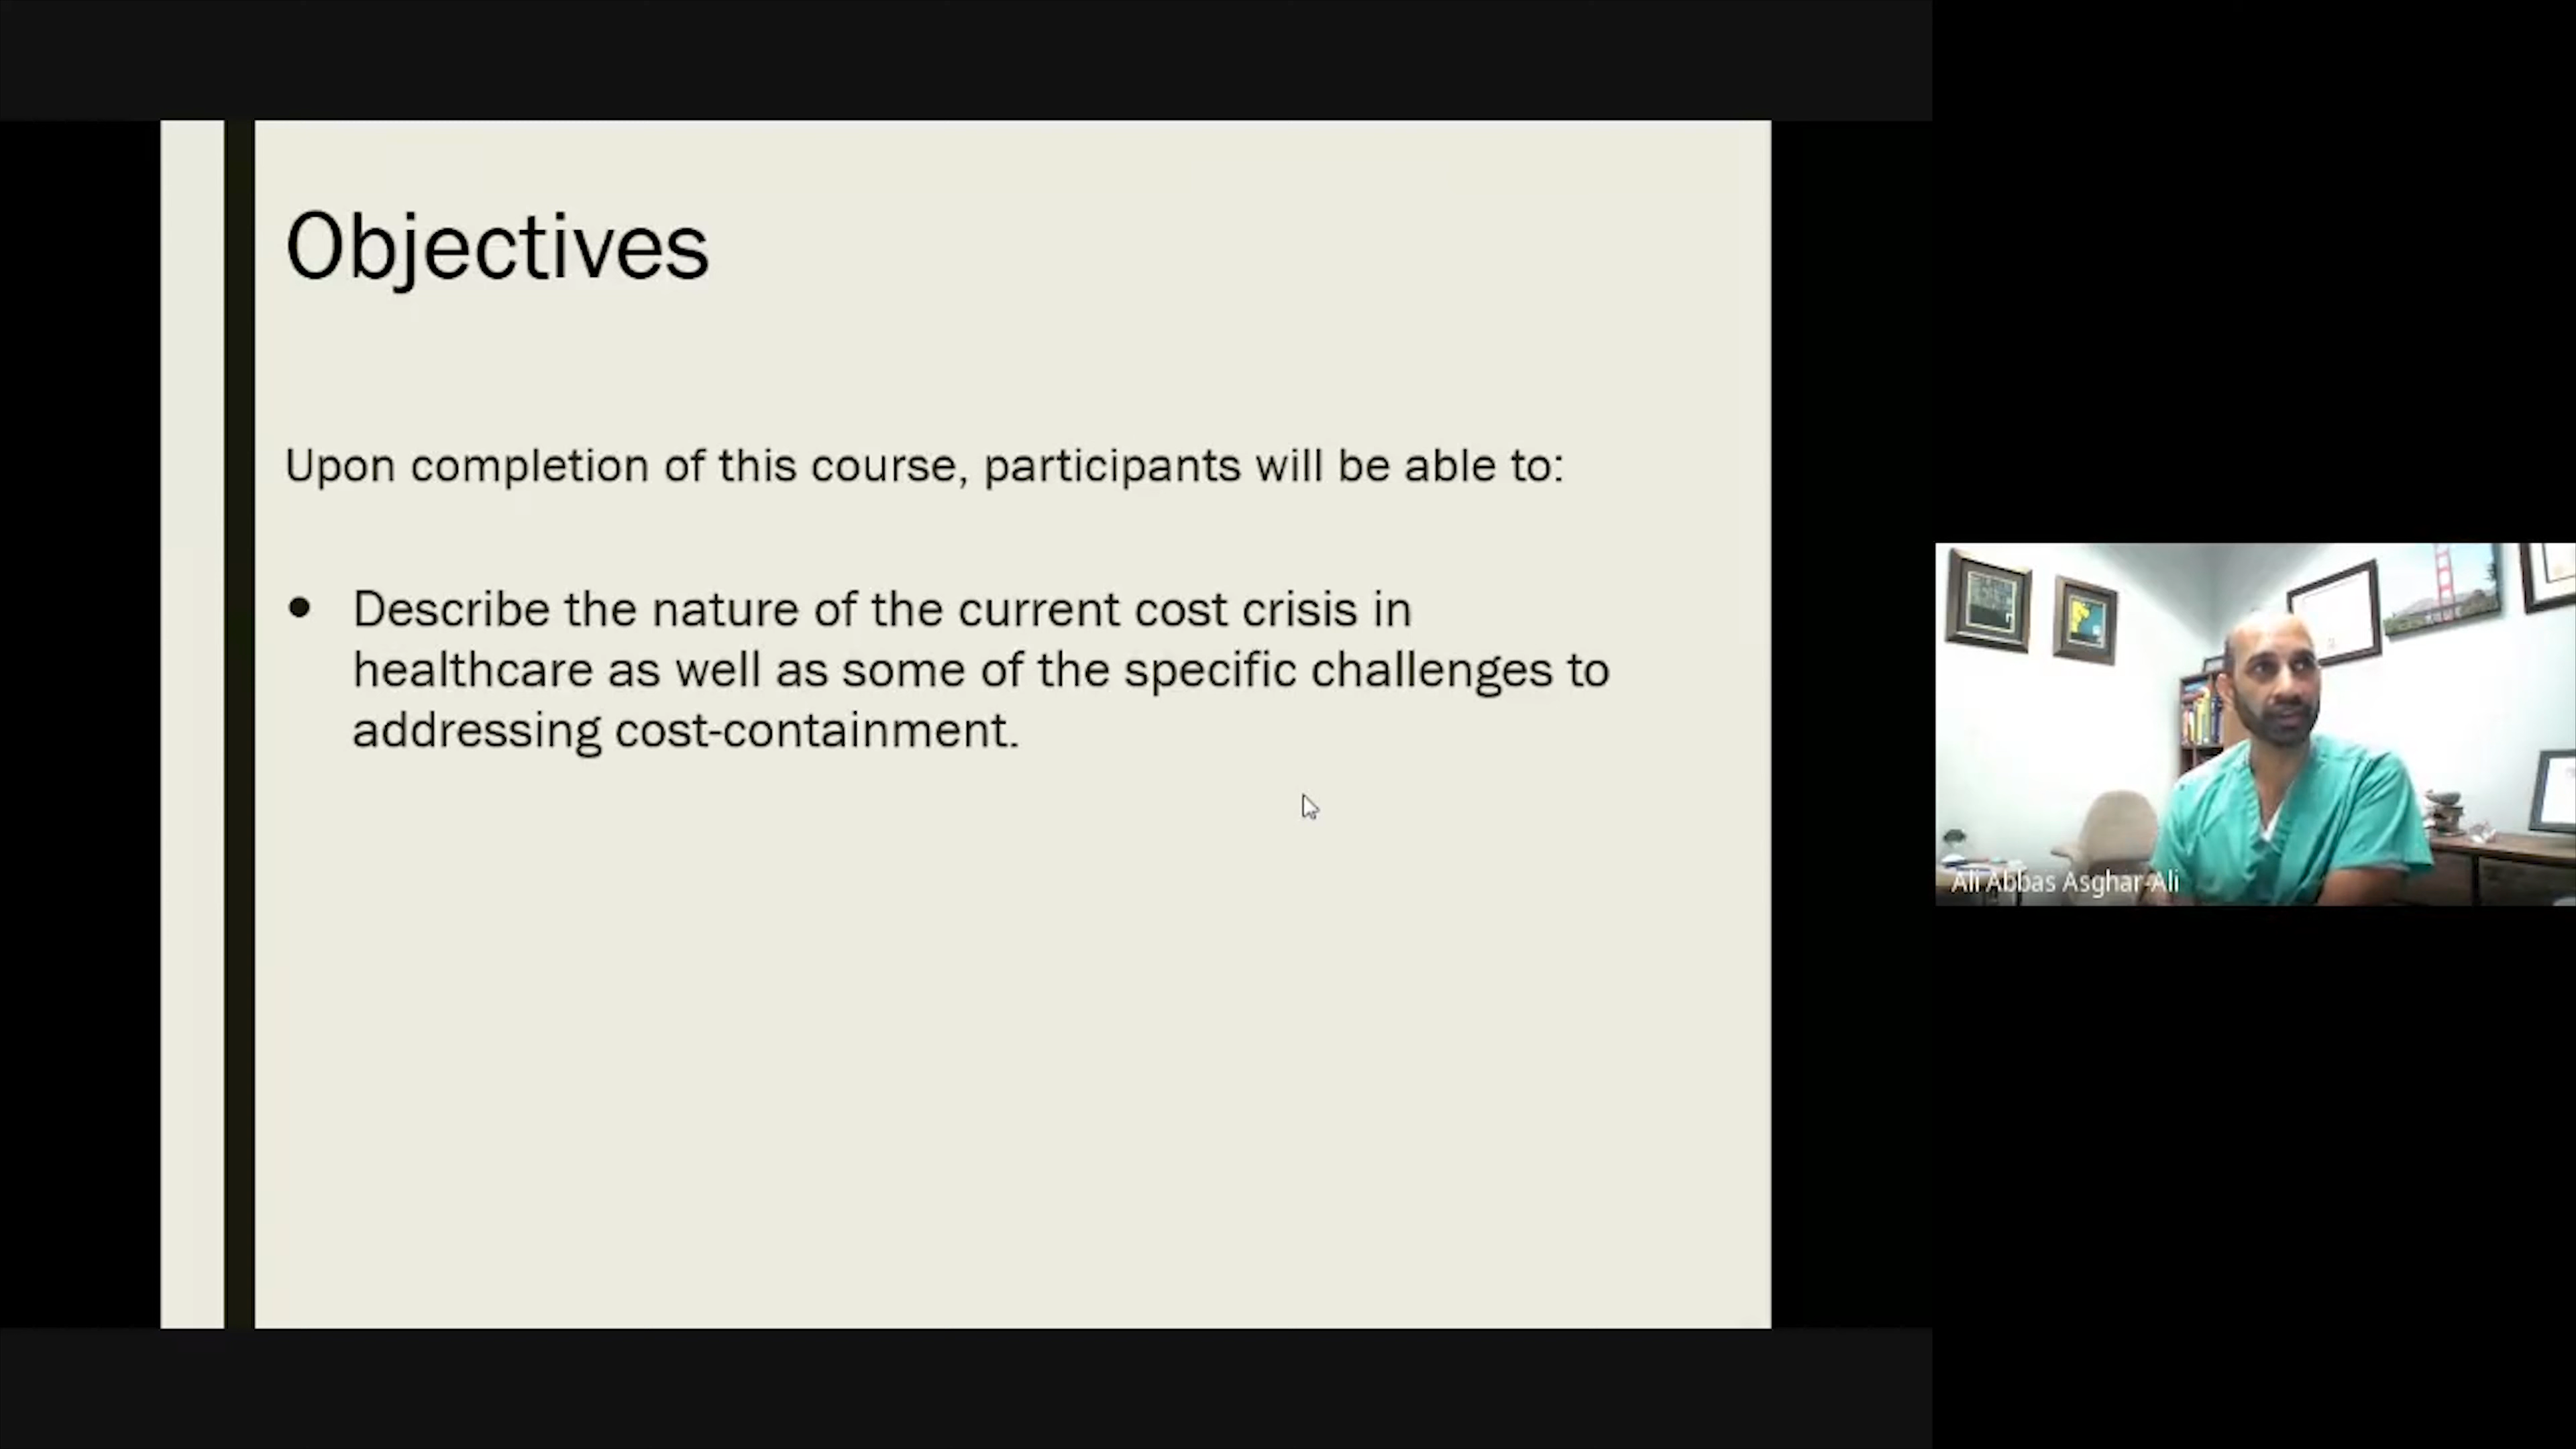 Objectives
Upon completion of this course, participants will be able to:
● Describe the nature of the current cost crisis in
healthcare as well as some of the specific challenges to
addressing cost-containment.
Ali Abbas Asghar-Ali